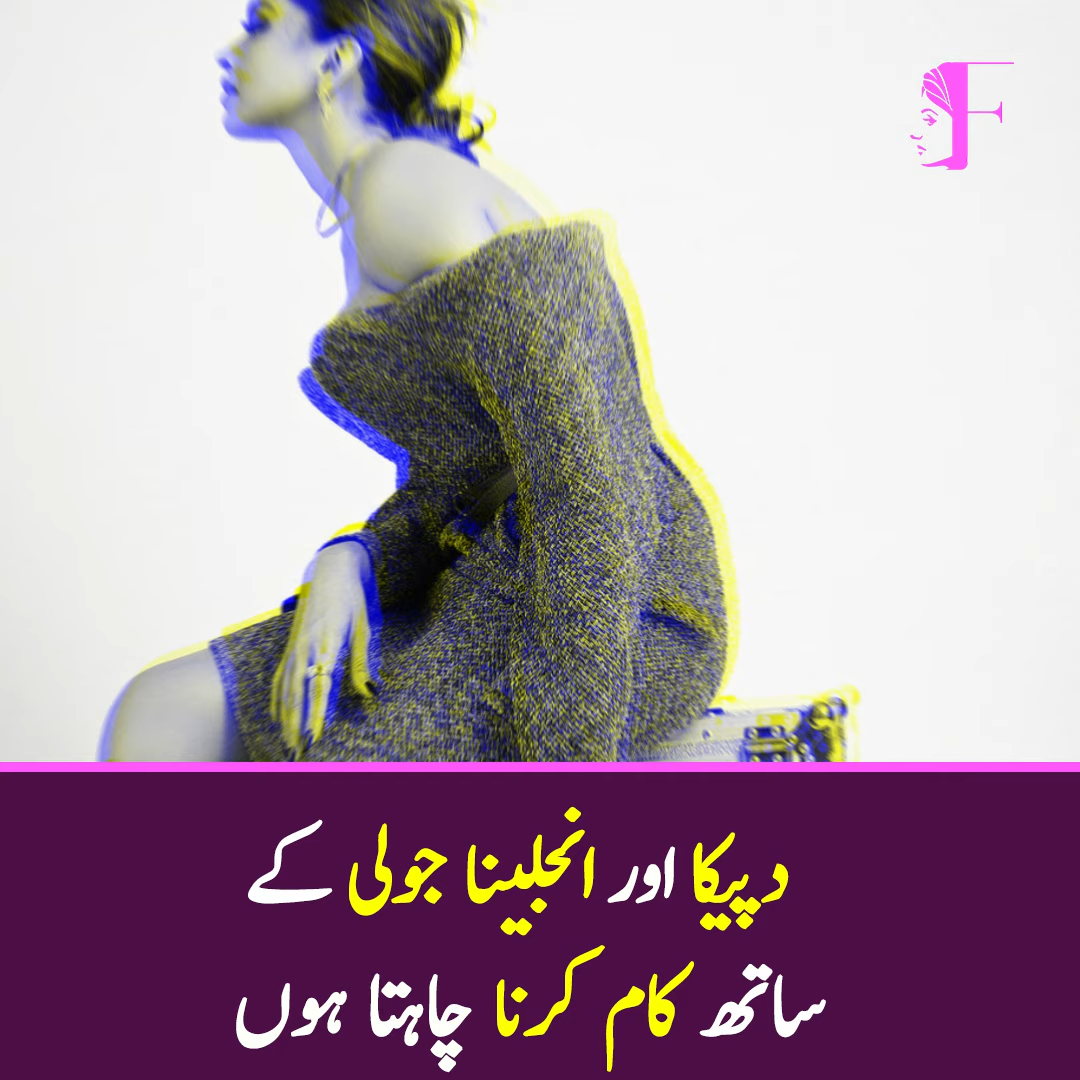 دپیکا اور انجلینا جولی کے
ساتھ کام کرنا چاہتا ہوں
F